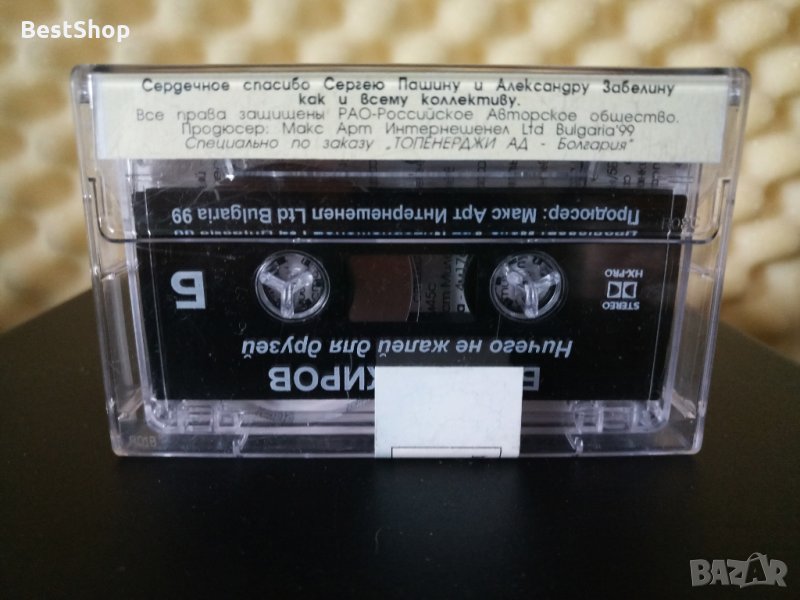 BestShop
Сердечное спасибо Сергею Пашину и Александру Забелину
как и всему коллективу.
Все права защищены РАО-Российское Авторское общество.
Продюсер: Макс Арт Интернешенел Ltd Bulgaria'99
Специально по заказу „ТОПЕНЕРДЖИ АД - Болгария"
Продюсер: Макс Арт Интернешенел Ltd Bulgaria 99
Б
STEREO
HX-PRO
Ничего не жалей для друзей
КИРОВ
BAZAR